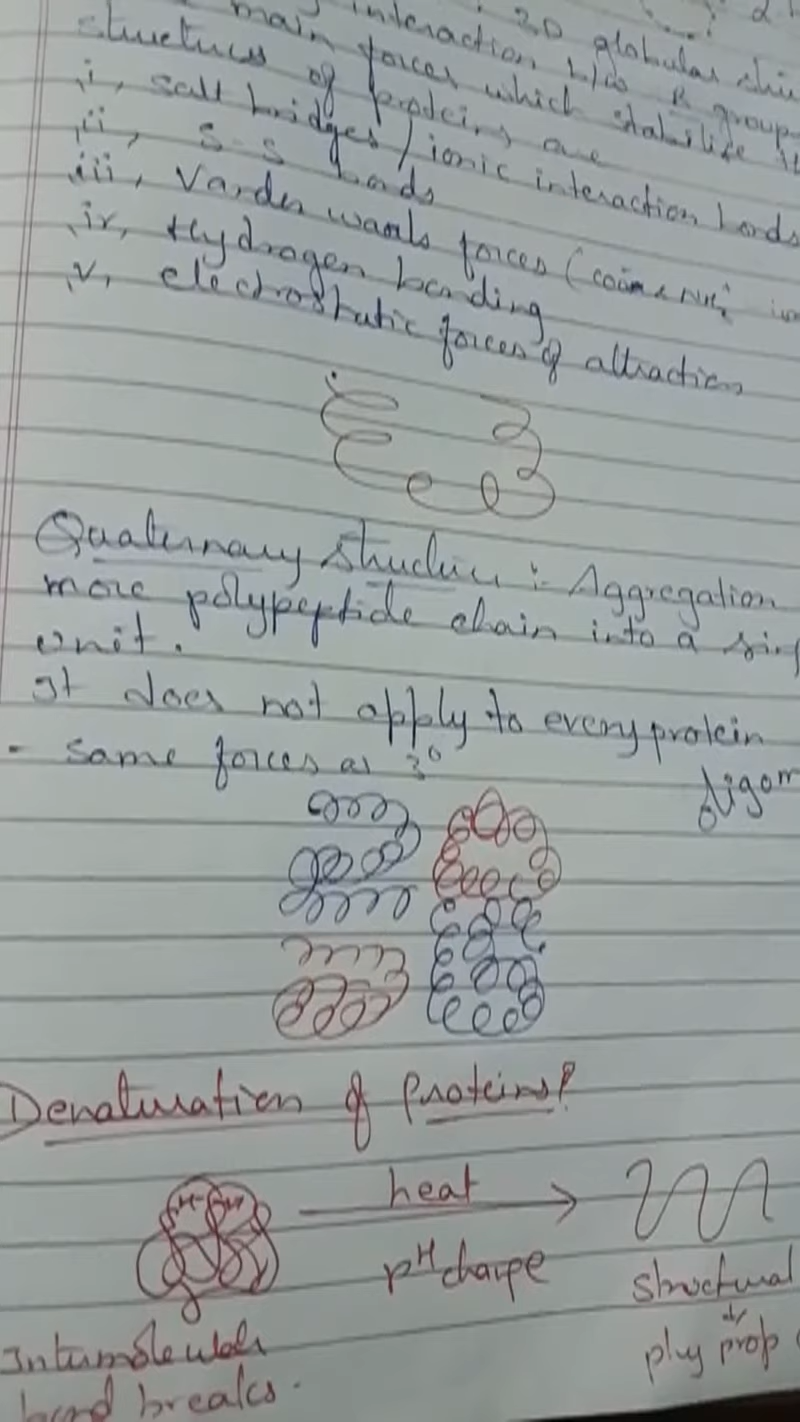 interaction b/w R group
3D globular
main forces which stabilise
structures of proteins are
i, salt bridges / ionic interaction bonds
ii, S-S bonds
iii, Vander waals forces
iv, Hydrogen bonding
v, electrostatic forces of attraction
Quaternary structure :- Aggregation
more polypeptide chain into a
unit.
It does not apply to every protein
- same forces as 3°
Denaturation of Proteins?
heat
pH change
structural
phy prop
Intermolecular
bond breaks.